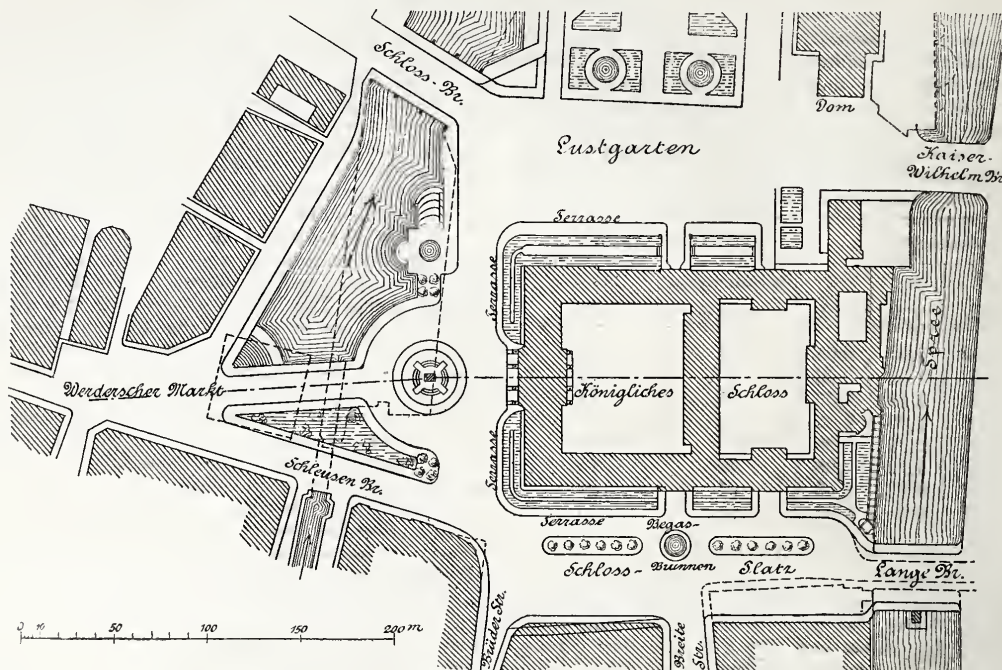 Schloss-Br.
Dom
Lustgarten
Kaiser-
Wilhelm Br.
Terrasse
Terrasse
Spree
Werderscher Markt
Königliches
Schloss
Terrasse
Schleusen Br.
Terrasse
Begas-
Brunnen
Schloss-
Platz
Lange Br.
Brüder Str.
Breite
Str.
0 10 50 100 150 200 m